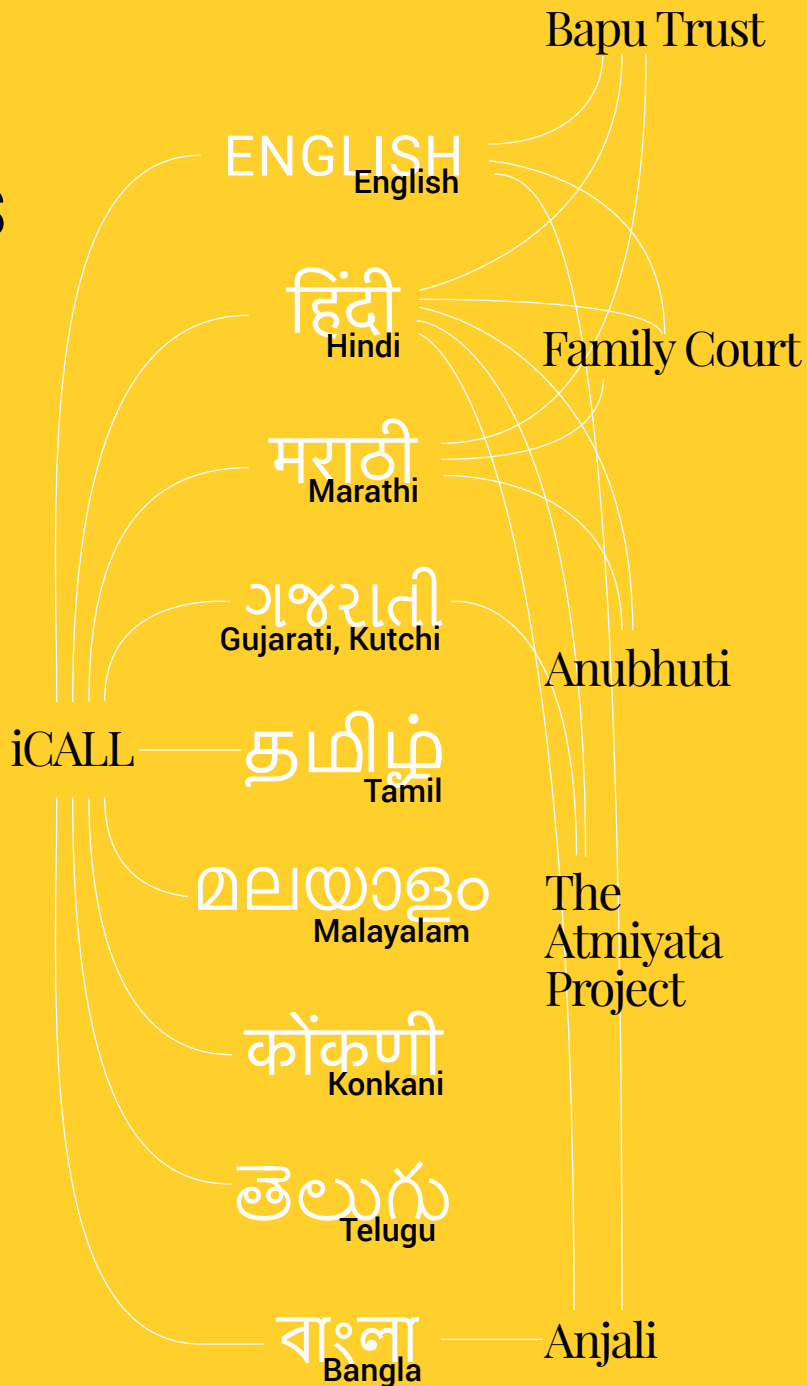 Bapu Trust
ENGLISH
English
s
हिंदी
Hindi
Family Court
मराठी
Marathi
ગુજરાતી
Gujarati, Kutchi
Anubhuti
iCALL
தமிழ்
Tamil
മലയാളം
Malayalam
The
Atmiyata
Project
कोंकणी
Konkani
తెలుగు
Telugu
বাংলা
Bangla
Anjali